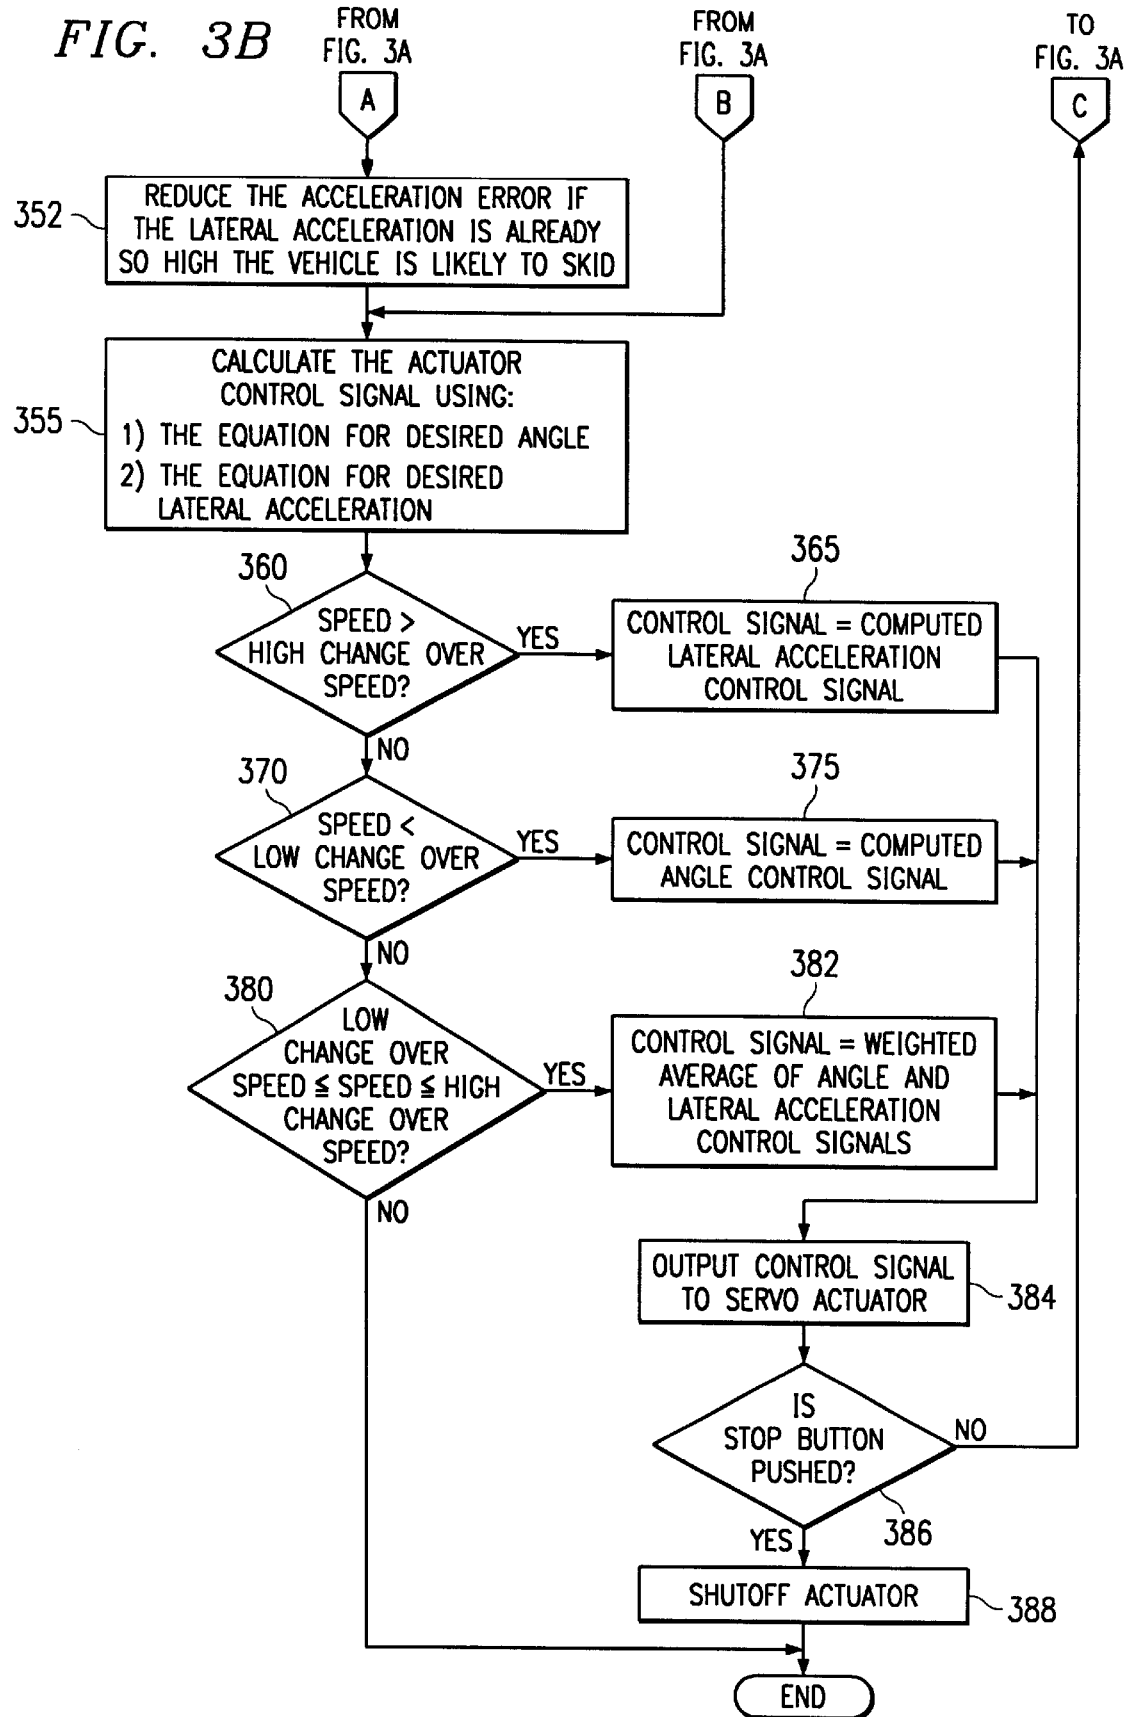 FIG. 3B
FROM
FIG. 3A
A
FROM
FIG. 3A
B
TO
FIG. 3A
C
352
REDUCE THE ACCELERATION ERROR IF
THE LATERAL ACCELERATION IS ALREADY
SO HIGH THE VEHICLE IS LIKELY TO SKID
355
CALCULATE THE ACTUATOR
CONTROL SIGNAL USING:
1) THE EQUATION FOR DESIRED ANGLE
2) THE EQUATION FOR DESIRED
LATERAL ACCELERATION
360
SPEED >
HIGH CHANGE OVER
SPEED?
YES
NO
365
CONTROL SIGNAL = COMPUTED
LATERAL ACCELERATION
CONTROL SIGNAL
370
SPEED <
LOW CHANGE OVER
SPEED?
YES
NO
375
CONTROL SIGNAL = COMPUTED
ANGLE CONTROL SIGNAL
380
LOW
CHANGE OVER
SPEED ≦ SPEED ≦ HIGH
CHANGE OVER
SPEED?
YES
NO
382
CONTROL SIGNAL = WEIGHTED
AVERAGE OF ANGLE AND
LATERAL ACCELERATION
CONTROL SIGNALS
OUTPUT CONTROL SIGNAL
TO SERVO ACTUATOR
384
IS
STOP BUTTON
PUSHED?
NO
386
YES
SHUTOFF ACTUATOR
388
END